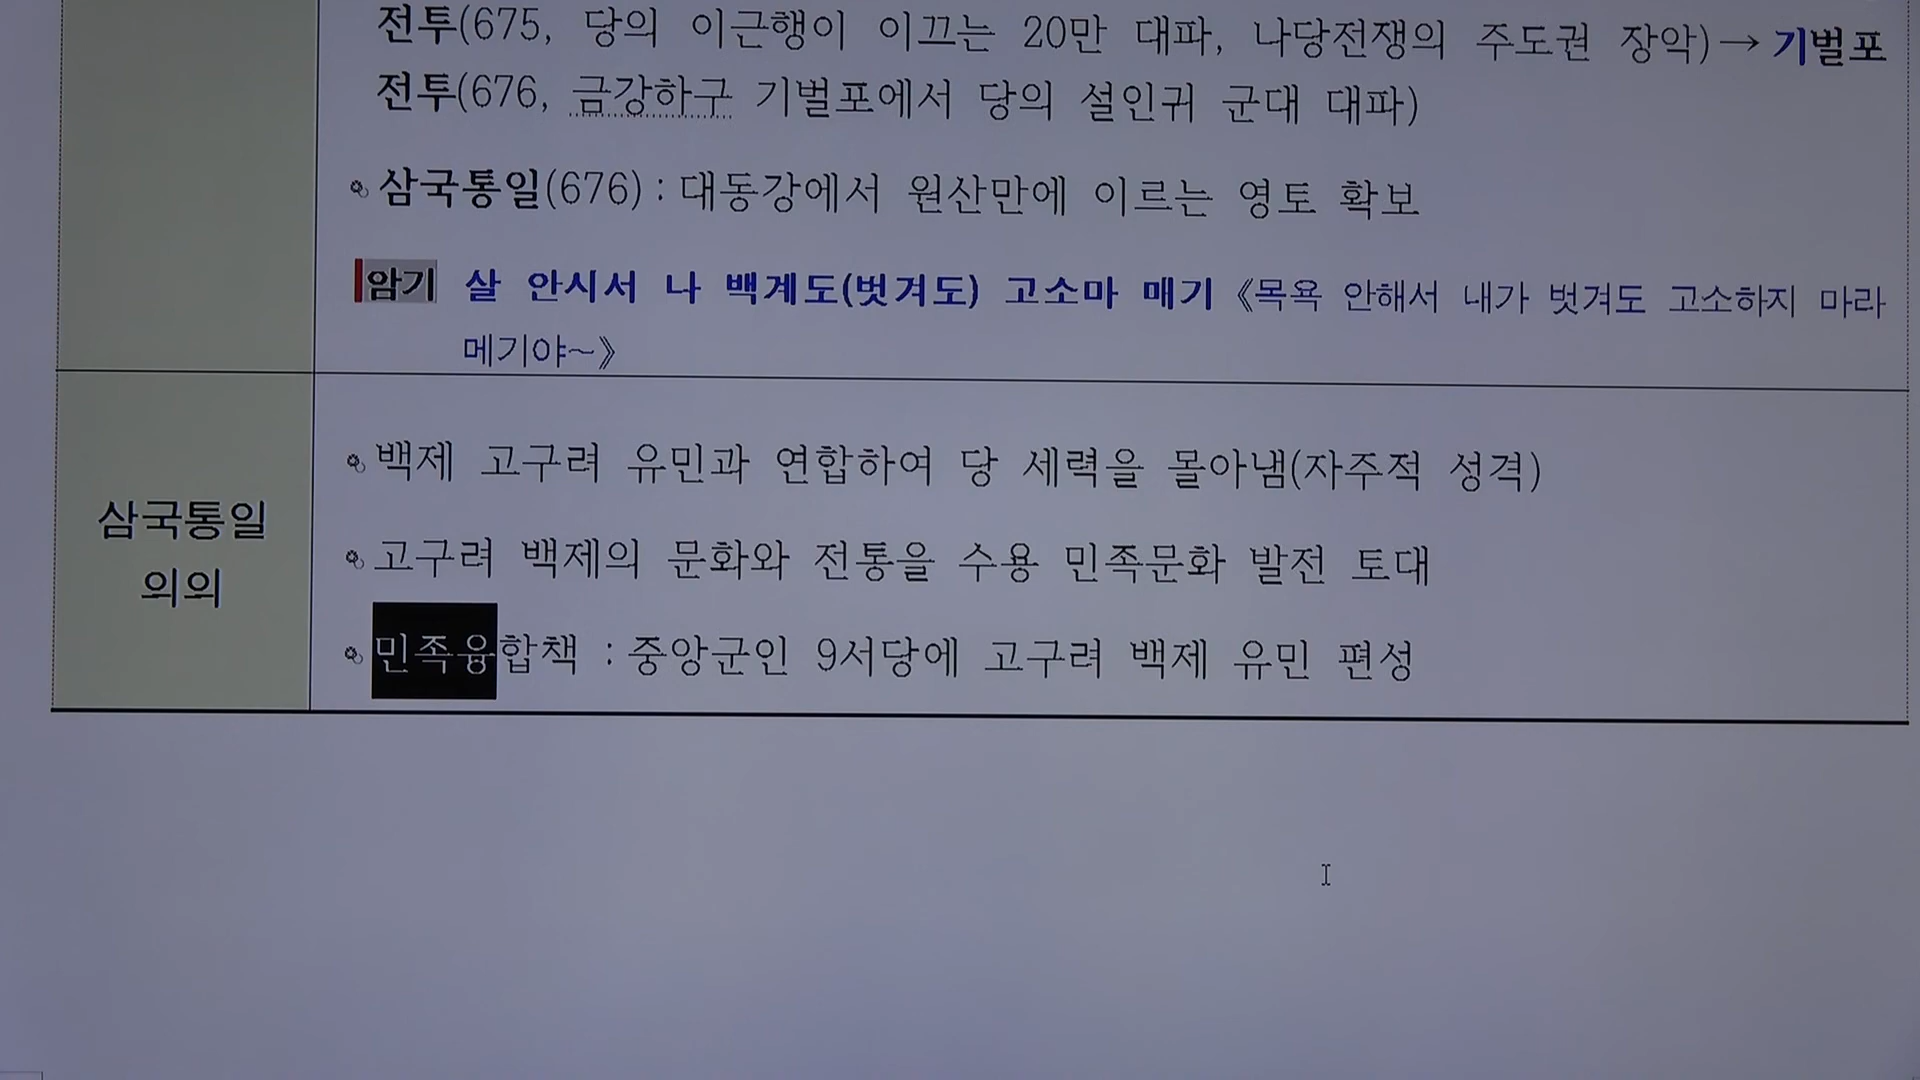 전투(675, 당의 이근행이 이끄는 20만 대파, 나당전쟁의 주도권 장악)→기벌포
전투(676, 금강하구 기벌포에서 당의 설인귀 군대 대파)
삼국통일(676) : 대동강에서 원산만에 이르는 영토 확보
암기 살 안시서 나 백계도(벗겨도) 고소마 매기《목욕 안해서 내가 벗겨도 고소하지 마라
메기야~》
삼국통일
의의
백제 고구려 유민과 연합하여 당 세력을 몰아냄(자주적 성격)
고구려 백제의 문화와 전통을 수용 민족문화 발전 토대
민족융합책 : 중앙군인 9서당에 고구려 백제 유민 편성